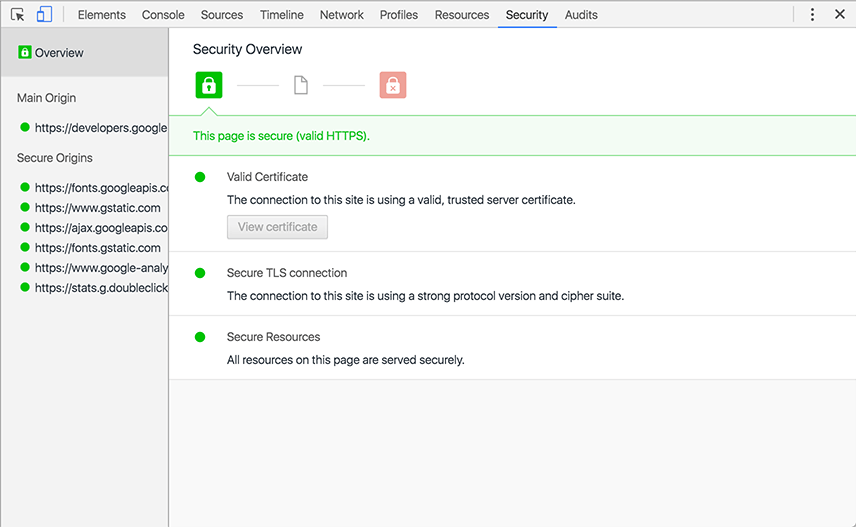 Elements Console Sources Timeline Network Profiles Resources Security Audits
Overview
Main Origin
https://developers.google
Secure Origins
https://fonts.googleapis.co
https://www.gstatic.com
https://ajax.googleapis.co
https://fonts.gstatic.com
https://www.google-analy
https://stats.g.doubleclick
Security Overview
This page is secure (valid HTTPS).
Valid Certificate
The connection to this site is using a valid, trusted server certificate.
View certificate
Secure TLS connection
The connection to this site is using a strong protocol version and cipher suite.
Secure Resources
All resources on this page are served securely.